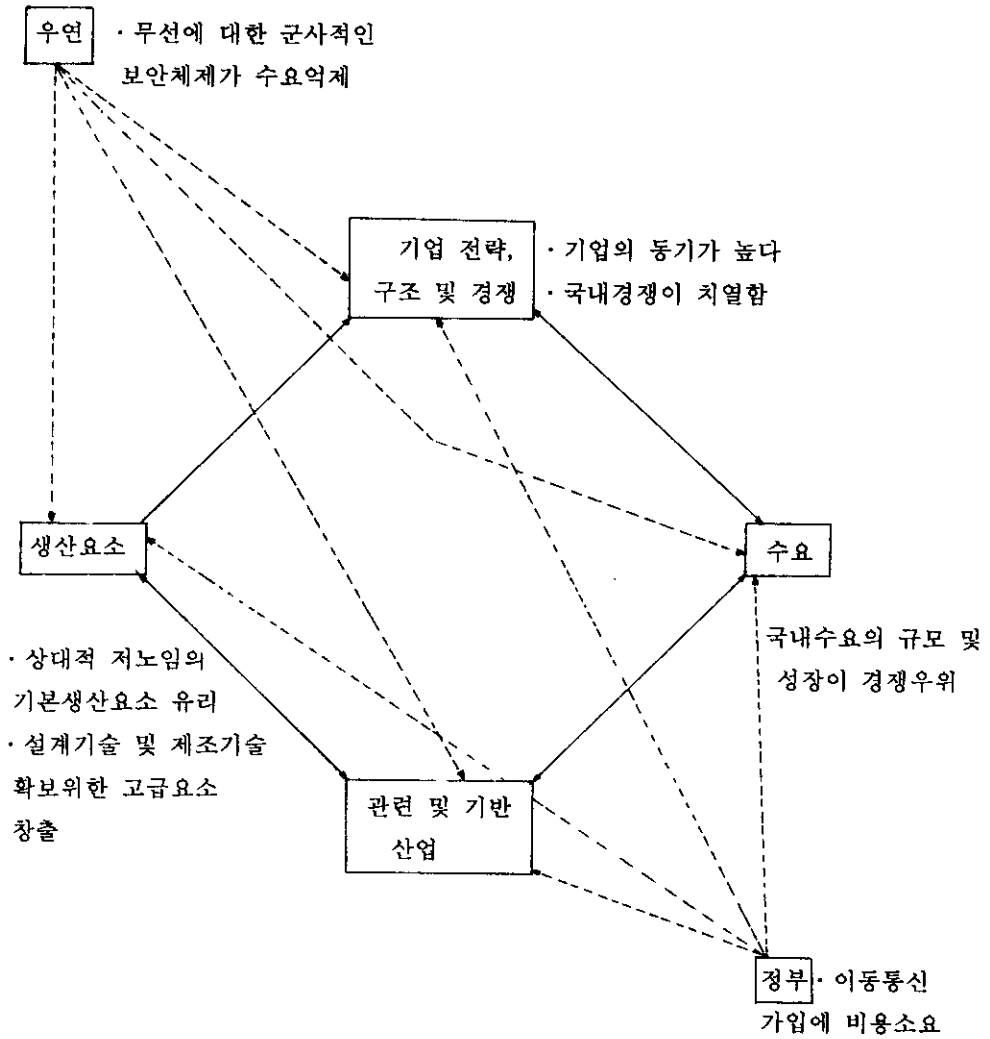 우연 · 무선에 대한 군사적인
보안체제가 수요억제
기업 전략, · 기업의 동기가 높다
구조 및 경쟁 · 국내경쟁이 치열함
생산요소
수요
· 상대적 저노임의
기본생산요소 유리
· 설계기술 및 제조기술
확보위한 고급요소
창출
국내수요의 규모 및
성장이 경쟁우위
관련 및 기반
산업
정부 · 이동통신
가입에 비용소요